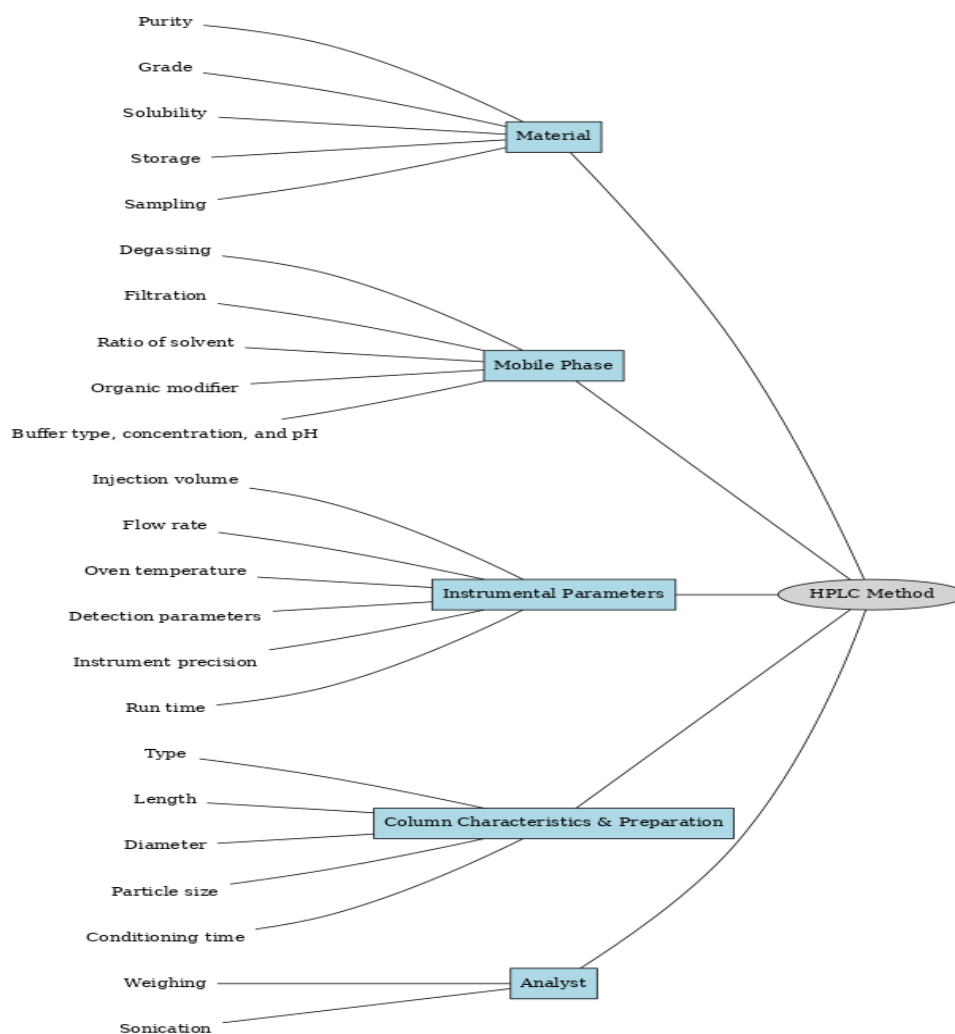 Purity
Grade
Solubility
Storage
Sampling
Material
Degassing
Filtration
Ratio of solvent
Organic modifier
Buffer type, concentration, and pH
Mobile Phase
Injection volume
Flow rate
Oven temperature
Detection parameters
Instrument precision
Run time
Instrumental Parameters
HPLC Method
Type
Length
Diameter
Particle size
Conditioning time
Column Characteristics & Preparation
Weighing
Sonication
Analyst